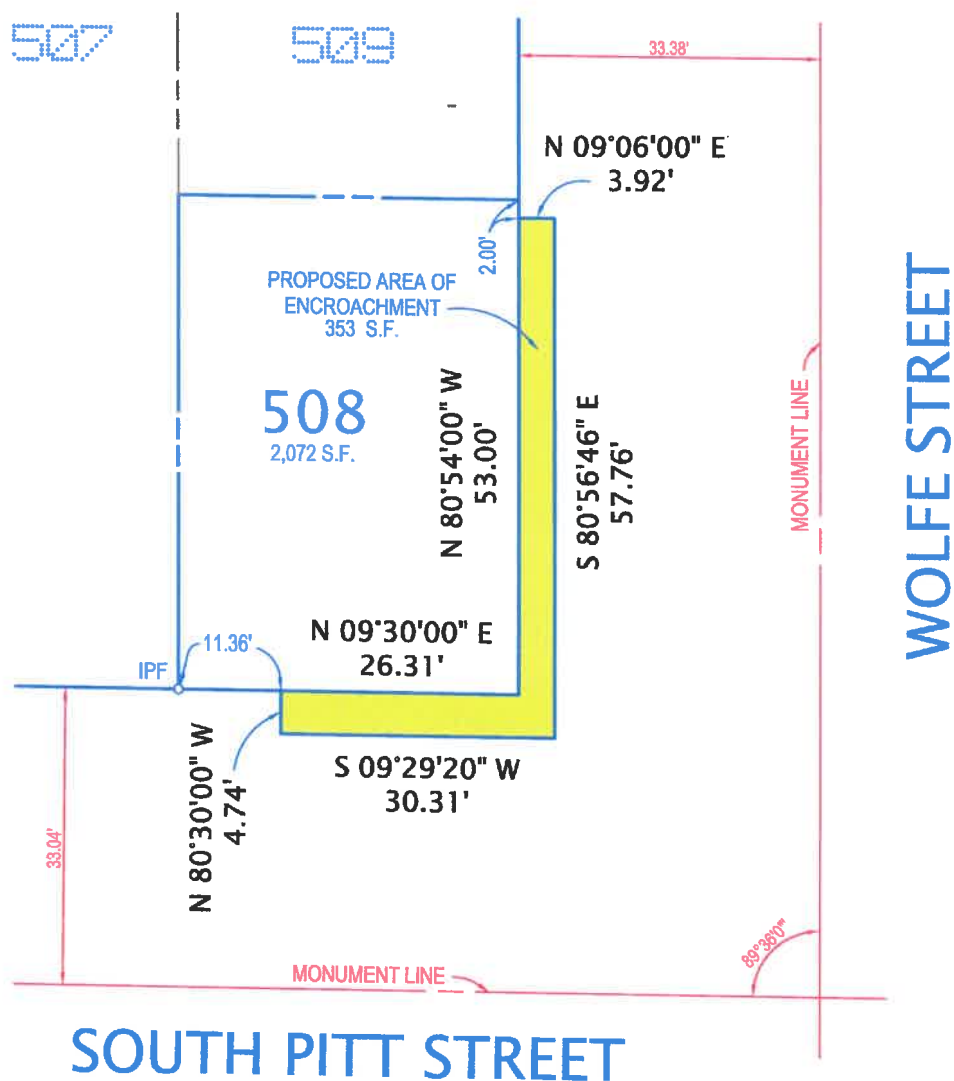 507
509
33.38'
N 09°06'00" E
3.92'
2.00'
PROPOSED AREA OF
ENCROACHMENT
353 S.F.
508
2,072 S.F.
N 80°54'00" W
53.00'
S 80°56'46" E
57.76'
MONUMENT LINE
WOLFE STREET
N 09°30'00" E
26.31'
11.36'
IPF
N 80°30'00" W
4.74'
S 09°29'20" W
30.31'
33.04'
89°36'0"
MONUMENT LINE
SOUTH PITT STREET